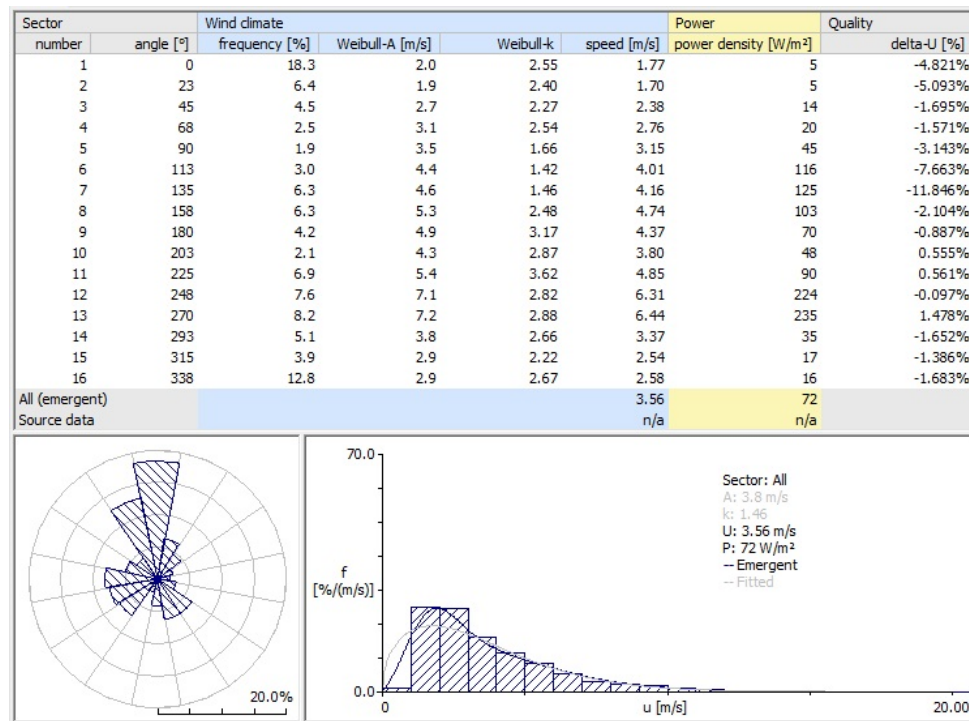 Sector Wind climate Power Quality
number angle [º] frequency [%] Weibull-A [m/s] Weibull-k speed [m/s] power density [W/m²] delta-U [%]
1 0 18.3 2.0 2.55 1.77 5 -4.821%
2 23 6.4 1.9 2.40 1.70 5 -5.093%
3 45 4.5 2.7 2.27 2.38 14 -1.695%
4 68 2.5 3.1 2.54 2.76 20 -1.571%
5 90 1.9 3.5 1.66 3.15 45 -3.143%
6 113 3.0 4.4 1.42 4.01 116 -7.663%
7 135 6.3 4.6 1.46 4.16 125 -11.846%
8 158 6.3 5.3 2.48 4.74 103 -2.104%
9 180 4.2 4.9 3.17 4.37 70 -0.887%
10 203 2.1 4.3 2.87 3.80 48 0.555%
11 225 6.9 5.4 3.62 4.85 90 0.561%
12 248 7.6 7.1 2.82 6.31 224 -0.097%
13 270 8.2 7.2 2.88 6.44 235 1.478%
14 293 5.1 3.8 2.66 3.37 35 -1.652%
15 315 3.9 2.9 2.22 2.54 17 -1.386%
16 338 12.8 2.9 2.67 2.58 16 -1.683%
All (emergent) 3.56 72
Source data n/a n/a
20.0%
70.0
Sector: All
A: 3.8 m/s
k: 1.46
U: 3.56 m/s
P: 72 W/m²
-- Emergent
-- Fitted
f
[%/(m/s)]
0.0
0 u [m/s] 20.00